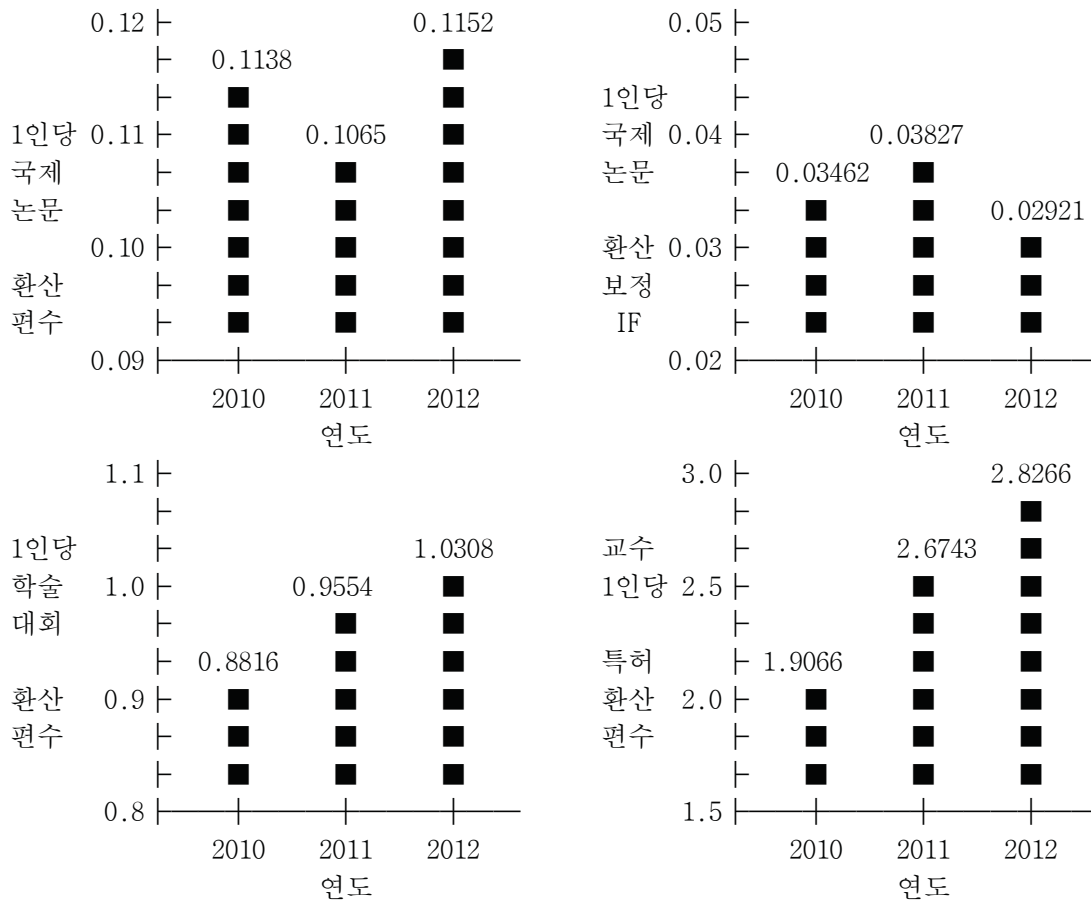 0.12
0.1152
0.1138
1인당 0.11
0.1065
국제
논문
0.10
환산
편수
0.09
2010 2011 2012
연도
0.05
1인당
국제 0.04
0.03827
논문
0.03462
0.02921
환산 0.03
보정
IF
0.02
2010 2011 2012
연도
1.1
1인당
1.0308
학술 1.0
0.9554
대회
0.8816
환산 0.9
편수
0.8
2010 2011 2012
연도
3.0
2.8266
교수
2.6743
1인당 2.5
특허
1.9066
환산 2.0
편수
1.5
2010 2011 2012
연도